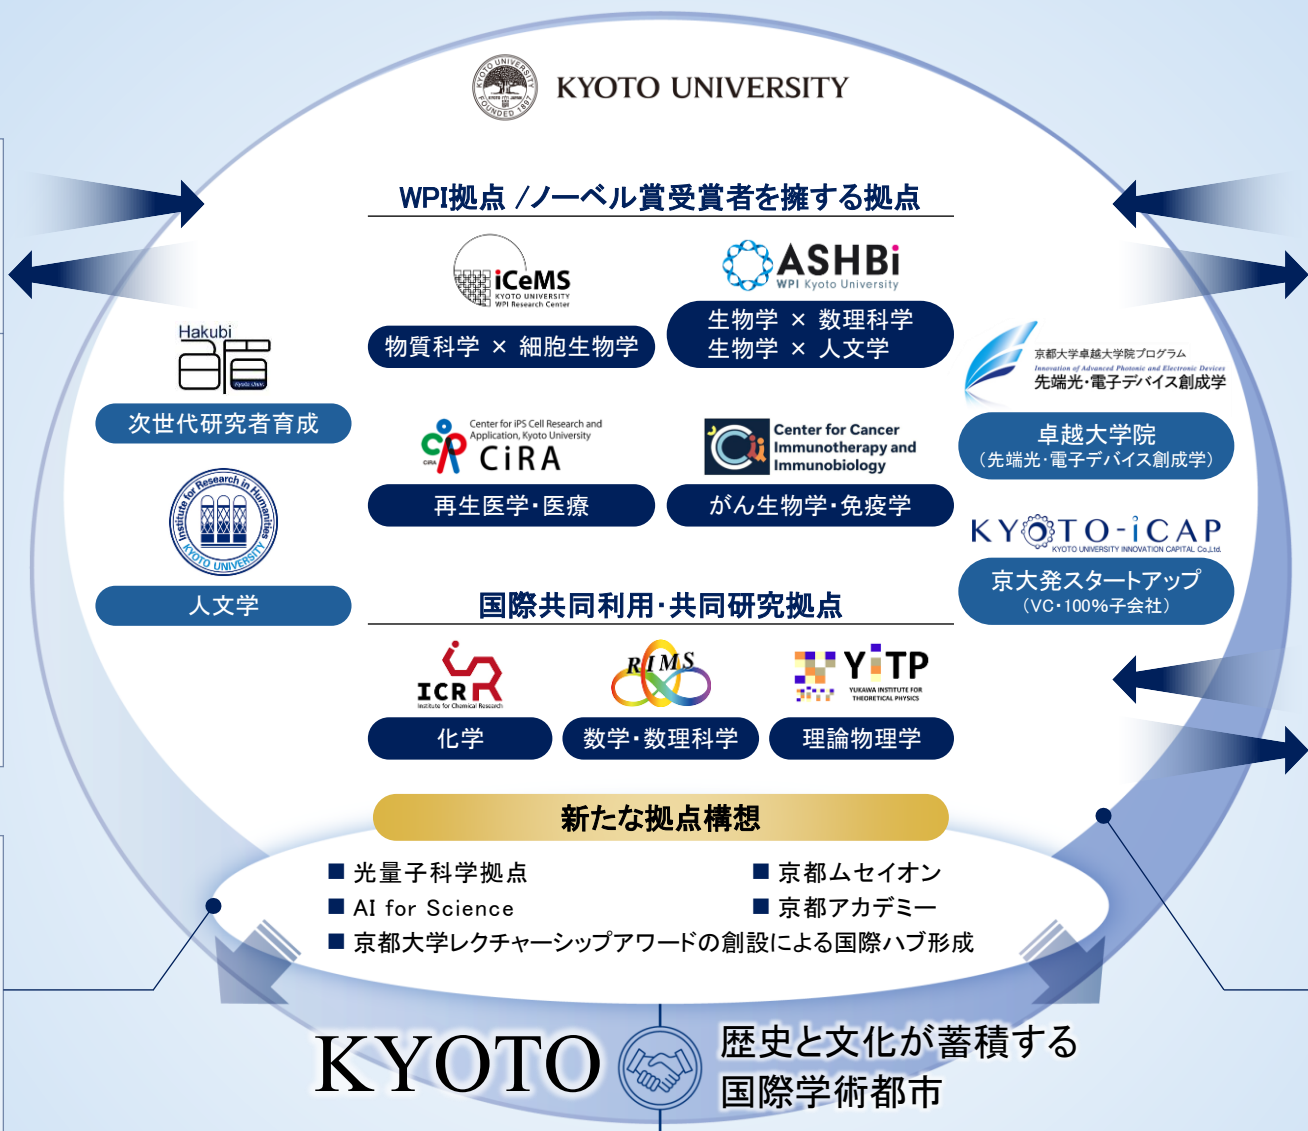 KYOTO UNIVERSITY
KYOTO UNIVERSITY
FOUNDED 1897
WPI拠点 /ノーベル賞受賞者を擁する拠点
iCeMS
KYOTO UNIVERSITY
WPI Research Center
物質科学 × 細胞生物学
ASHBi
WPI Kyoto University
生物学 × 数理科学
生物学 × 人文学
Hakubi
Kyoto Univ.
次世代研究者育成
Institute for Research in Humanities
KYOTO UNIVERSITY
人文学
Center for iPS Cell Research and
Application, Kyoto University
CiRA
CiRA
再生医学・医療
Center for Cancer
Immunotherapy and
Immunobiology
がん生物学・免疫学
京都大学卓越大学院プログラム
Innovation of Advanced Photonic and Electronic Devices
先端光・電子デバイス創成学
卓越大学院
（先端光・電子デバイス創成学）
KYOTO-iCAP
KYOTO UNIVERSITY INNOVATION CAPITAL Co.,Ltd.
京大発スタートアップ
（VC・100％子会社）
国際共同利用・共同研究拠点
ICR
Institute for Chemical Research
化学
RIMS
数学・数理科学
YITP
YUKAWA INSTITUTE FOR
THEORETICAL PHYSICS
理論物理学
新たな拠点構想
■ 光量子科学拠点
■ 京都ムセイオン
■ AI for Science
■ 京都アカデミー
■ 京都大学レクチャーシップアワードの創設による国際ハブ形成
KYOTO
歴史と文化が蓄積する
国際学術都市